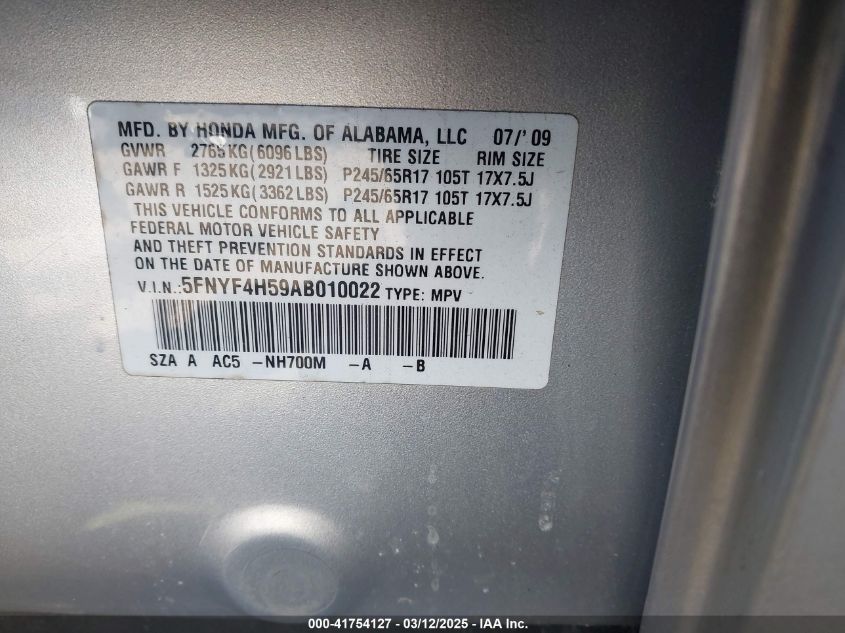 MFD. BY HONDA MFG. OF ALABAMA, LLC 07/'09
GVWR 2765KG(6096LBS) TIRE SIZE RIM SIZE
GAWR F 1325KG(2921LBS) P245/65R17 105T 17X7.5J
GAWR R 1525KG(3362LBS) P245/65R17 105T 17X7.5J
THIS VEHICLE CONFORMS TO ALL APPLICABLE
FEDERAL MOTOR VEHICLE SAFETY
AND THEFT PREVENTION STANDARDS IN EFFECT
ON THE DATE OF MANUFACTURE SHOWN ABOVE.
V.I.N.:5FNYF4H59AB010022 TYPE: MPV
SZA A AC5 -NH700M -A -B
000-41754127 - 03/12/2025 - IAA Inc.